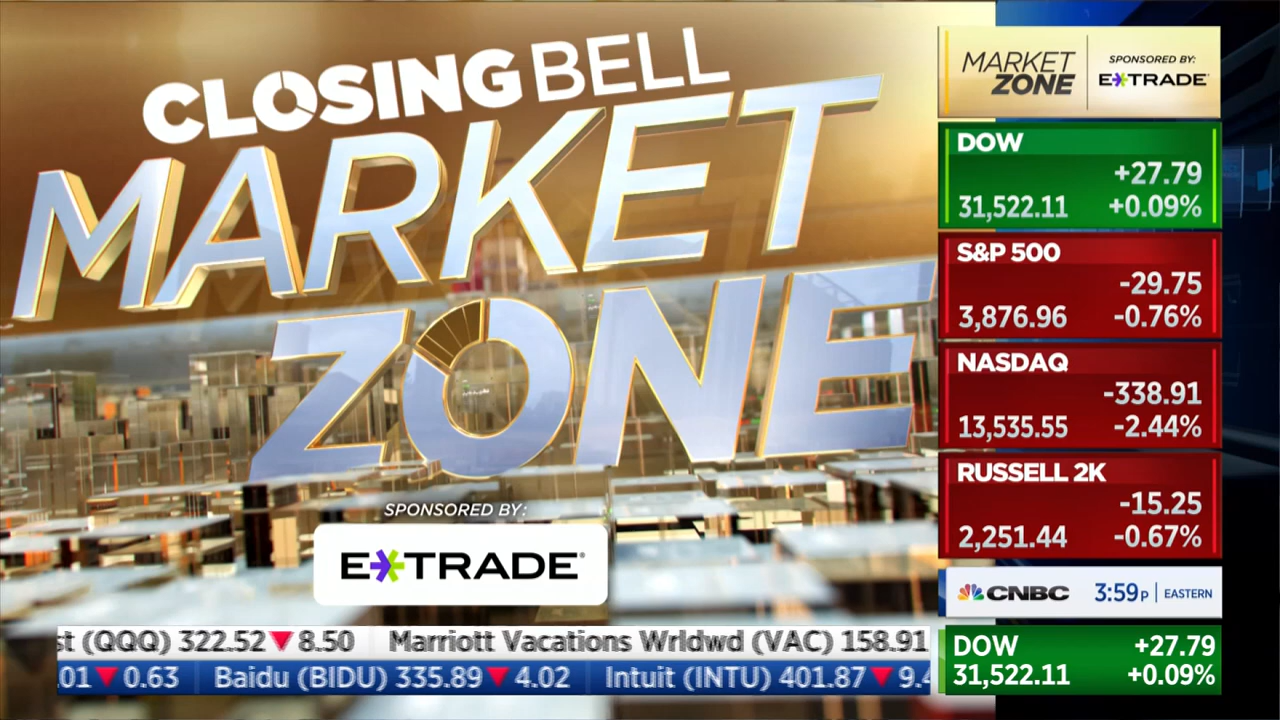 CLOSING BELL
MARKET
ZONE
SPONSORED BY:
E*TRADE
MARKET
ZONE
SPONSORED BY:
E*TRADE
DOW
+27.79
31,522.11 +0.09%
S&P 500
-29.75
3,876.96 -0.76%
NASDAQ
-338.91
13,535.55 -2.44%
RUSSELL 2K
-15.25
2,251.44 -0.67%
CNBC 3:59P EASTERN
st (QQQ) 322.52▼8.50 Marriott Vacations Wrldwd (VAC) 158.91
.01▼0.63 Baidu (BIDU) 335.89▼4.02 Intuit (INTU) 401.87▼9.4
DOW +27.79
31,522.11 +0.09%